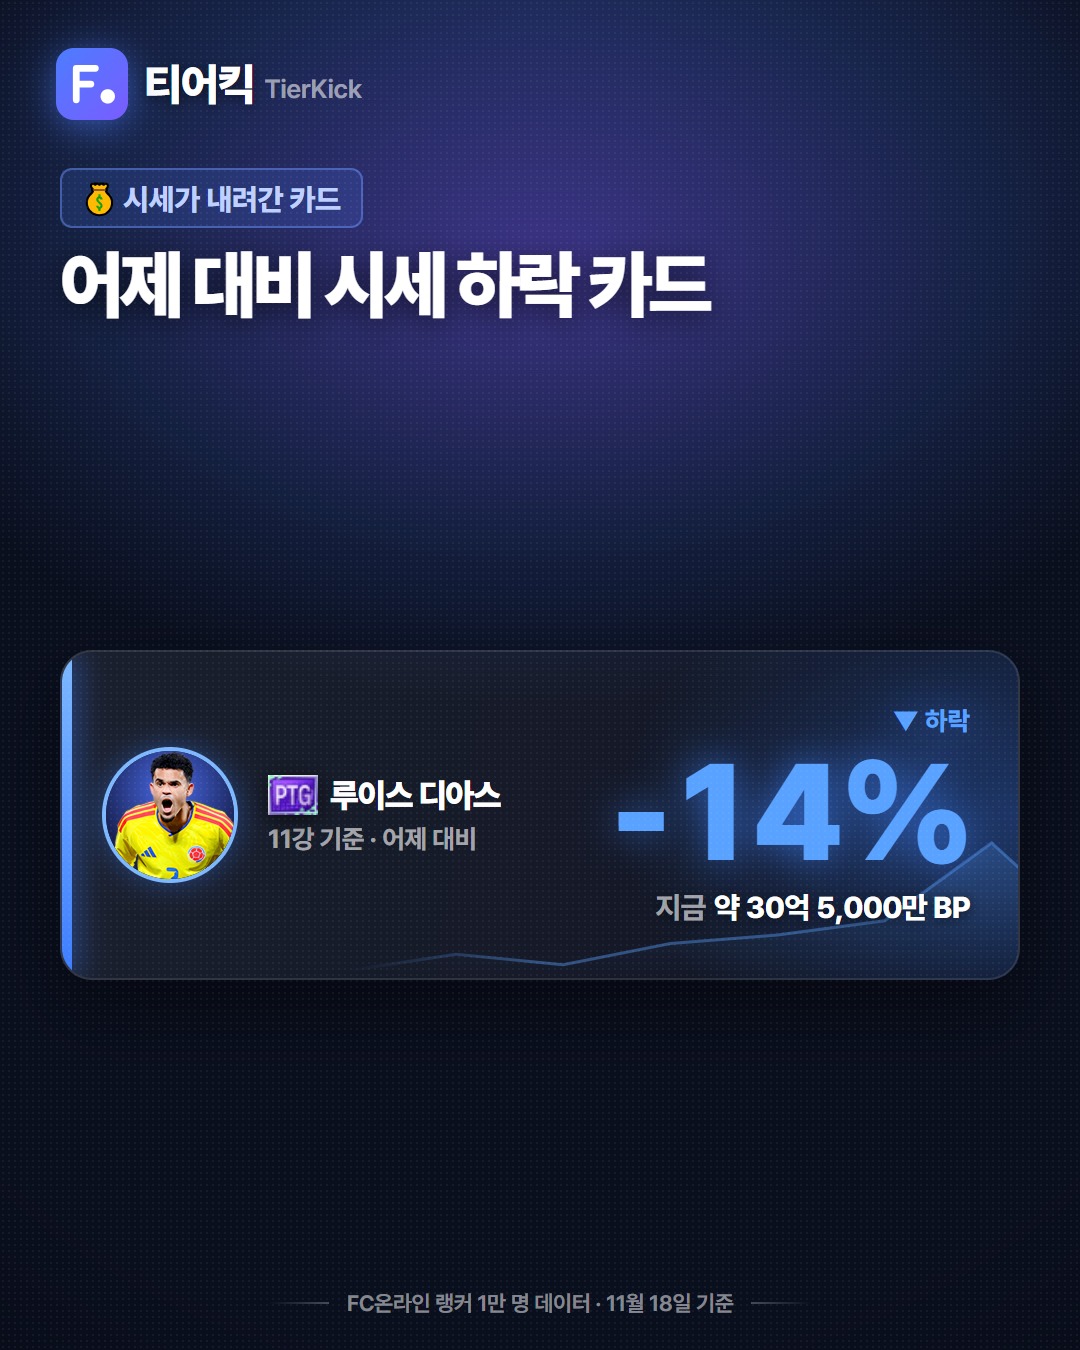 F.
티어킥 TierKick
시세가 내려간 카드
어제 대비 시세 하락 카드
▼ 하락
PTG 루이스 디아스
11강 기준 · 어제 대비
-14%
지금 약 30억 5,000만 BP
FC온라인 랭커 1만 명 데이터 · 11월 18일 기준